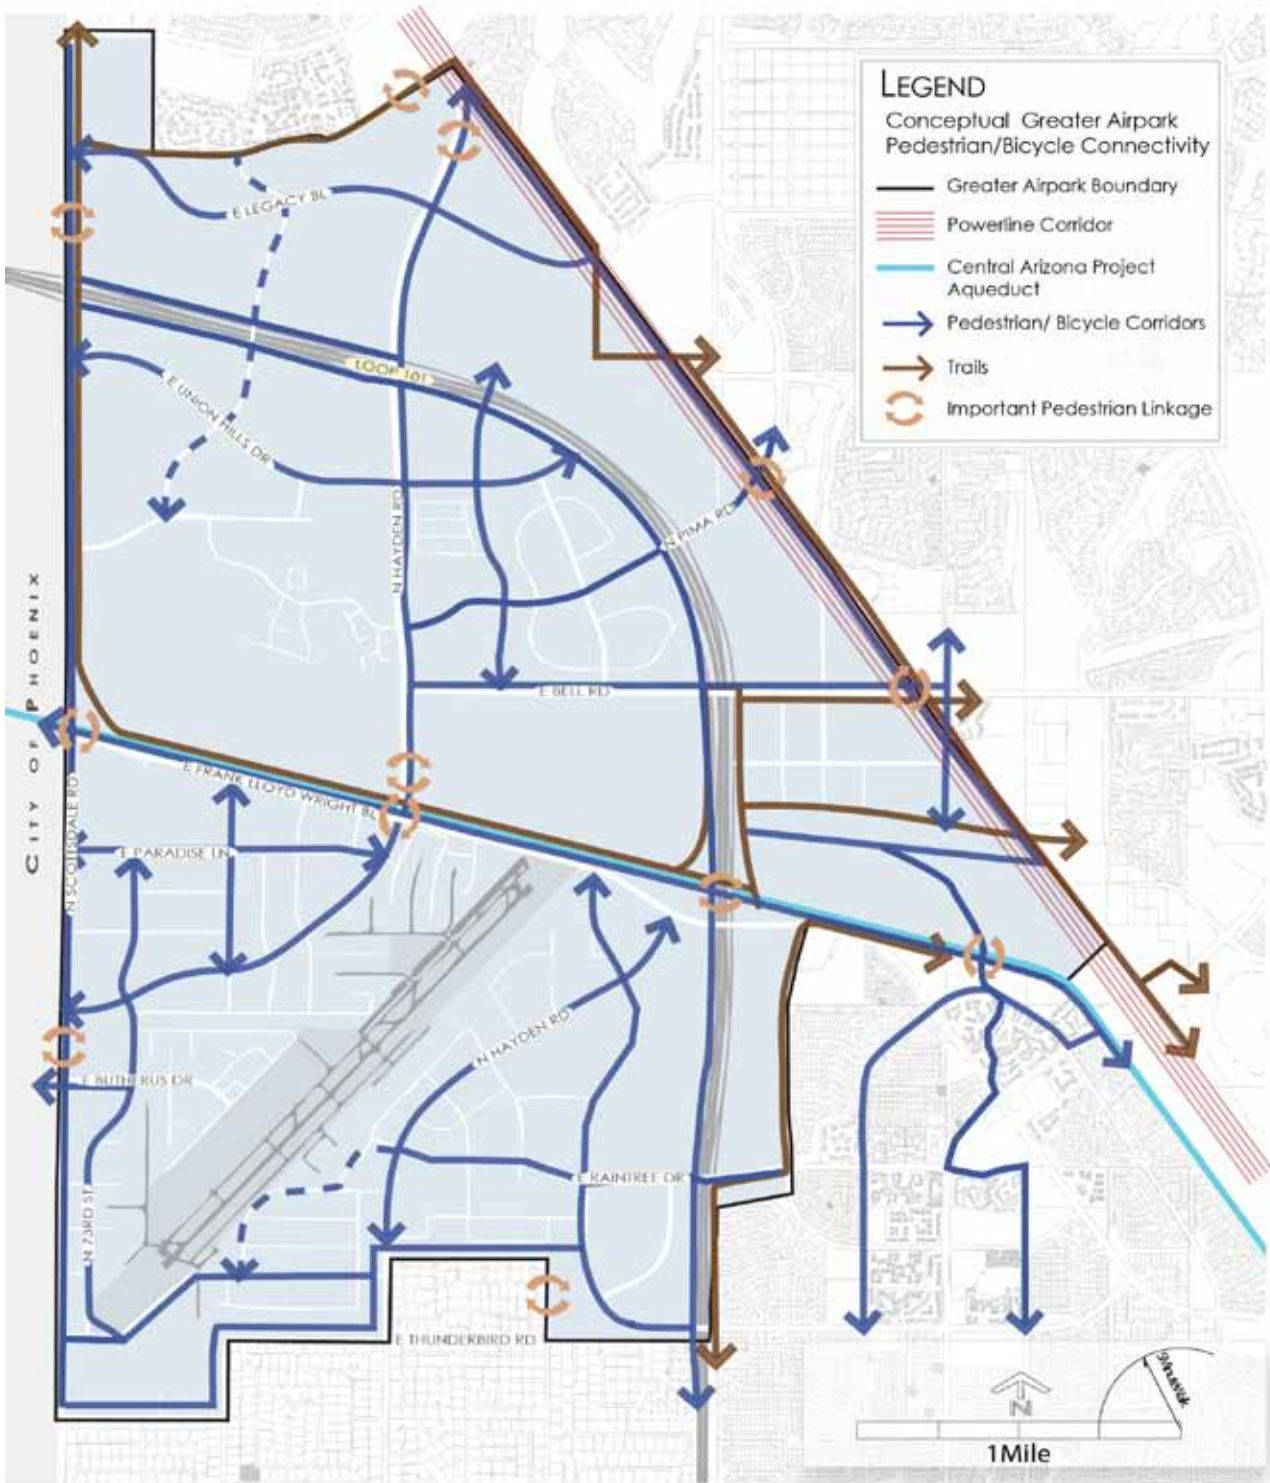 LEGEND
Conceptual Greater Airpark
Pedestrian/Bicycle Connectivity
Greater Airpark Boundary
Powerline Corridor
Central Arizona Project
Aqueduct
Pedestrian/ Bicycle Corridors
Trails
Important Pedestrian Linkage
E LEGACY BL
LOOP 101
E UNION HILLS DR
N HAYDEN RD
N PIMA RD
E BELL RD
CITY OF PHOENIX
E FRANK LLOYD WRIGHT BL
N SCOTTSDALE RD
E PARADISE LN
N HAYDEN RD
E BUTHERUS DR
E RAINTREE DR
N 73RD ST
E THUNDERBIRD RD
N
1Mile